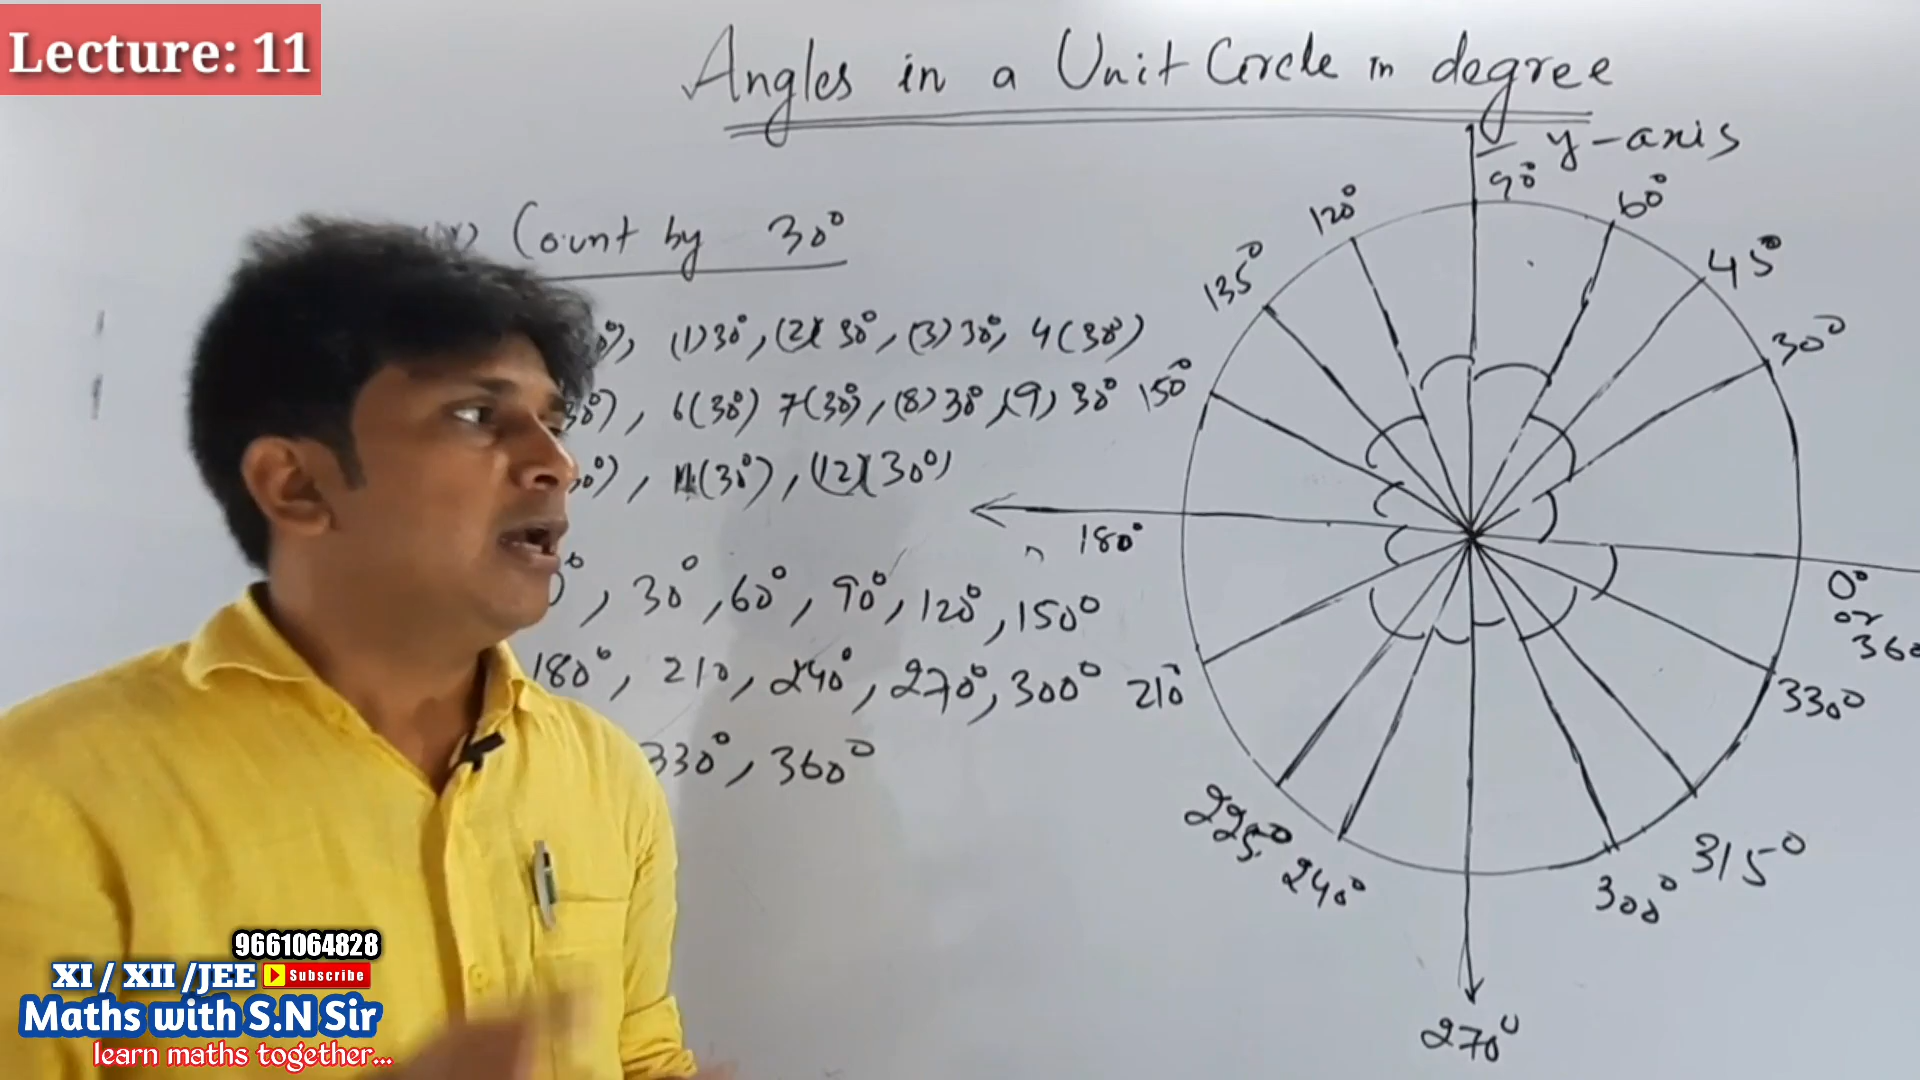 Lecture: 11
Angles in a Unit Circle in degree
Count by 30°
(1)30°, (2)(30°, (3)30°, 4(30°)
6(30°) 7(30°), (8)30°, (9) 30°
, 11(30°), (12)(30°)
0°, 30°, 60°, 90°, 120°, 150°
180°, 210, 240°, 270°, 300°
330°, 360°
y-axis
90°
60°
45°
30°
120°
135°
150°
180°
0°
or
360
210°
330°
225°
240°
300°
315°
270°
9661064828
XI / XII /JEE Subscribe
Maths with S.N Sir
learn maths together...